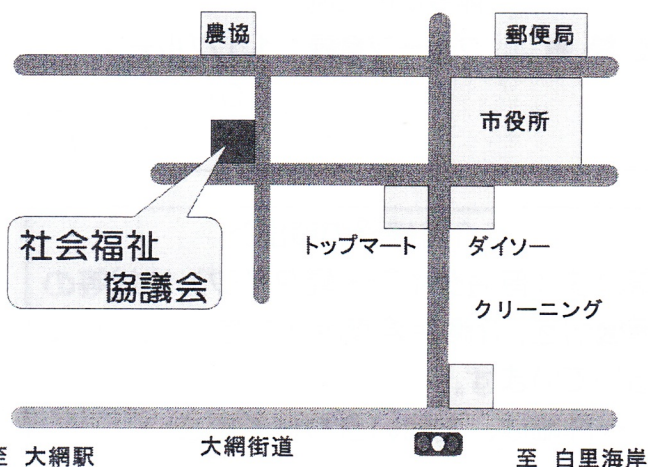 農協
郵便局
市役所
社会福祉
協議会
トップマート
ダイソー
クリーニング
大網街道
至 大網駅
至 白里海岸